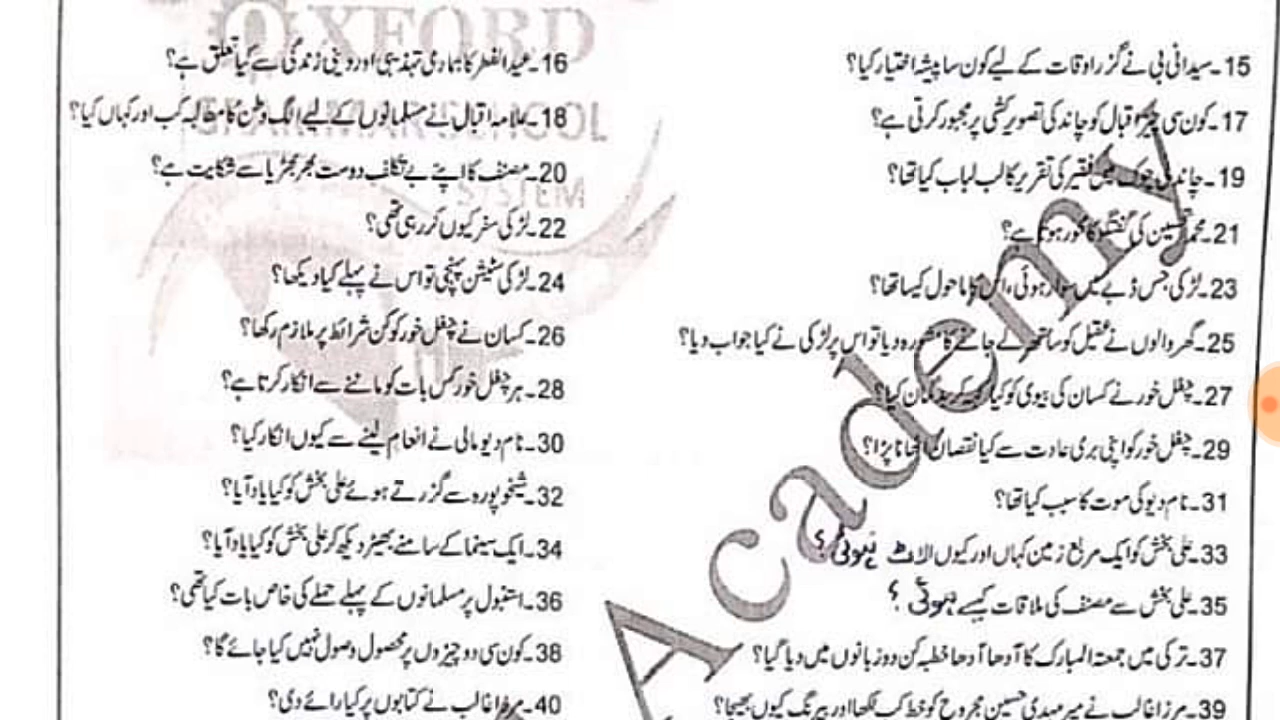 OXFORD
GRAMMAR SCHOOL
SYSTEM
Academy
15۔سیدانی بی نے گزر اوقات کے لیے کون سا پیشہ اختیار کیا؟
16۔عیدالفطر کا ہماری تہذیبی اور دینی زندگی سے کیا تعلق ہے؟
17۔کون سی چیز اقبال کو چاند کی تصویر کشی پر مجبور کرتی ہے؟
18۔علامہ اقبال نے مسلمانوں کے لیے الگ وطن کا مطالبہ کب اور کہاں کیا؟
19۔چاندنی چوک میں فقیر کی تقریر کا لب لباب کیا تھا؟
20۔مصنف کا اپنے بے تکلف دوست سے شکایت ہے؟
21۔محمد حسین کی گفتگو کا محور ہوتا ہے؟
22۔لڑکی سفر کیوں کر رہی تھی؟
23۔لڑکی جس ڈبے میں سوار ہوئی، اس کا ماحول کیسا تھا؟
24۔لڑکی سٹیشن پہنچی تو اس نے پہلے کیا دیکھا؟
25۔گھر والوں نے عقیل کو ساتھ لے جانے کا مشورہ دیا تو اس پر لڑکی نے کیا جواب دیا؟
26۔کسان نے چغل خور کو کن شرائط پر ملازم رکھا؟
27۔چغل خور نے کسان کی بیوی کو کیا کہہ کر بدگمان کیا؟
28۔ہر چغل خور کس بات کو ماننے سے انکار کرتا ہے؟
29۔چغل خور کو اپنی بری عادت سے کیا نقصان اٹھانا پڑا؟
30۔نام دیو مالی نے انعام لینے سے کیوں انکار کیا؟
31۔نام دیو کی موت کا سبب کیا تھا؟
32۔شیخوپورہ سے گزرتے ہوئے علی بخش کو کیا یاد آیا؟
33۔علی بخش کو ایک مربع زمین کہاں اور کیوں الاٹ ہوئی؟
34۔ایک سینما کے سامنے بھیڑ دیکھ کر علی بخش کو کیا یاد آیا؟
35۔علی بخش سے مصنف کی ملاقات کیسے ہوئی؟
36۔استنبول پر مسلمانوں کے پہلے حملے کی خاص بات کیا تھی؟
37۔ترکی میں جمعتہ المبارک کا آدھا آدھا خطبہ کن دو زبانوں میں دیا گیا؟
38۔کون سی دو چیزوں پر محصول وصول نہیں کیا جائے گا؟
39۔مرزا غالب نے میر مہدی حسین مجروح کو خط کب لکھا اور بیرنگ کیوں بھیجا؟
40۔مرزا غالب نے کتابوں پر کیا رائے دی؟